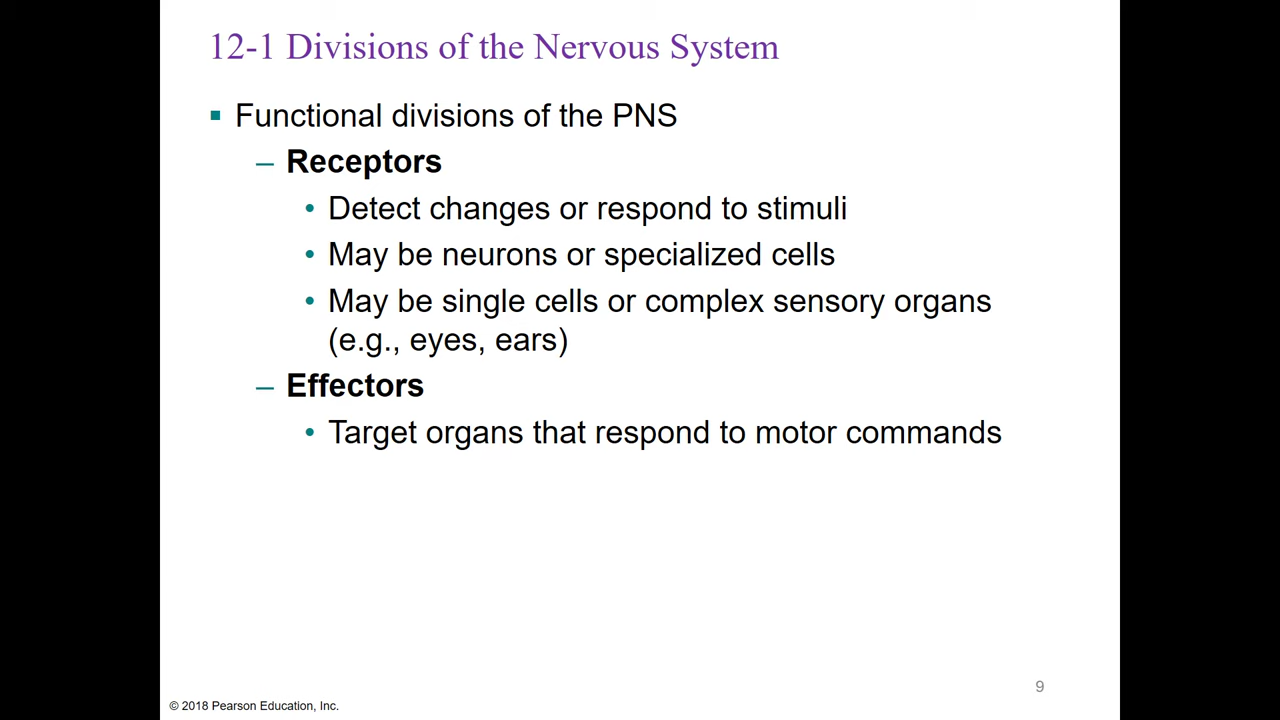 12-1 Divisions of the Nervous System
▪ Functional divisions of the PNS
– Receptors
• Detect changes or respond to stimuli
• May be neurons or specialized cells
• May be single cells or complex sensory organs
(e.g., eyes, ears)
– Effectors
• Target organs that respond to motor commands
9
© 2018 Pearson Education, Inc.